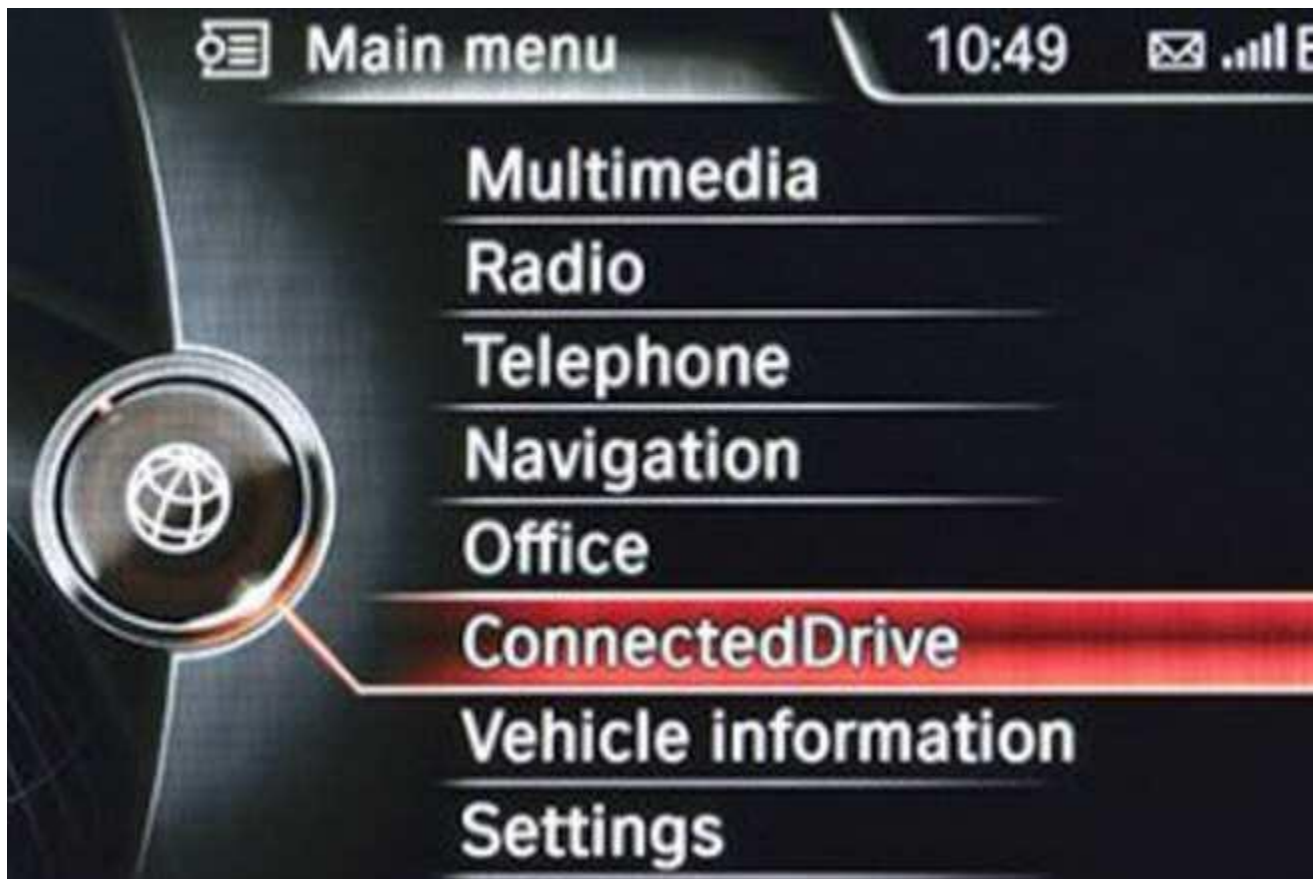 Main menu 10:49 E
Multimedia
Radio
Telephone
Navigation
Office
ConnectedDrive
Vehicle information
Settings